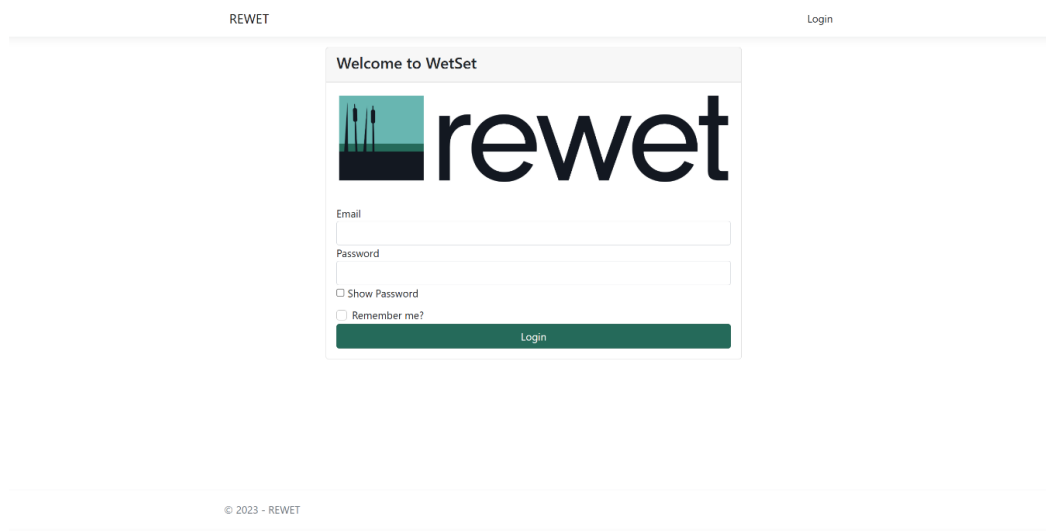 REWET Login
Welcome to WetSet
rewet
Email
Password
Show Password
Remember me?
Login
© 2023 - REWET